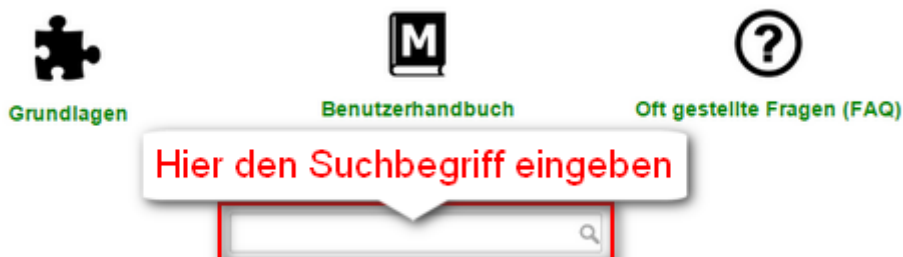 M
?
Grundlagen
Benutzerhandbuch
Oft gestellte Fragen (FAQ)
Hier den Suchbegriff eingeben